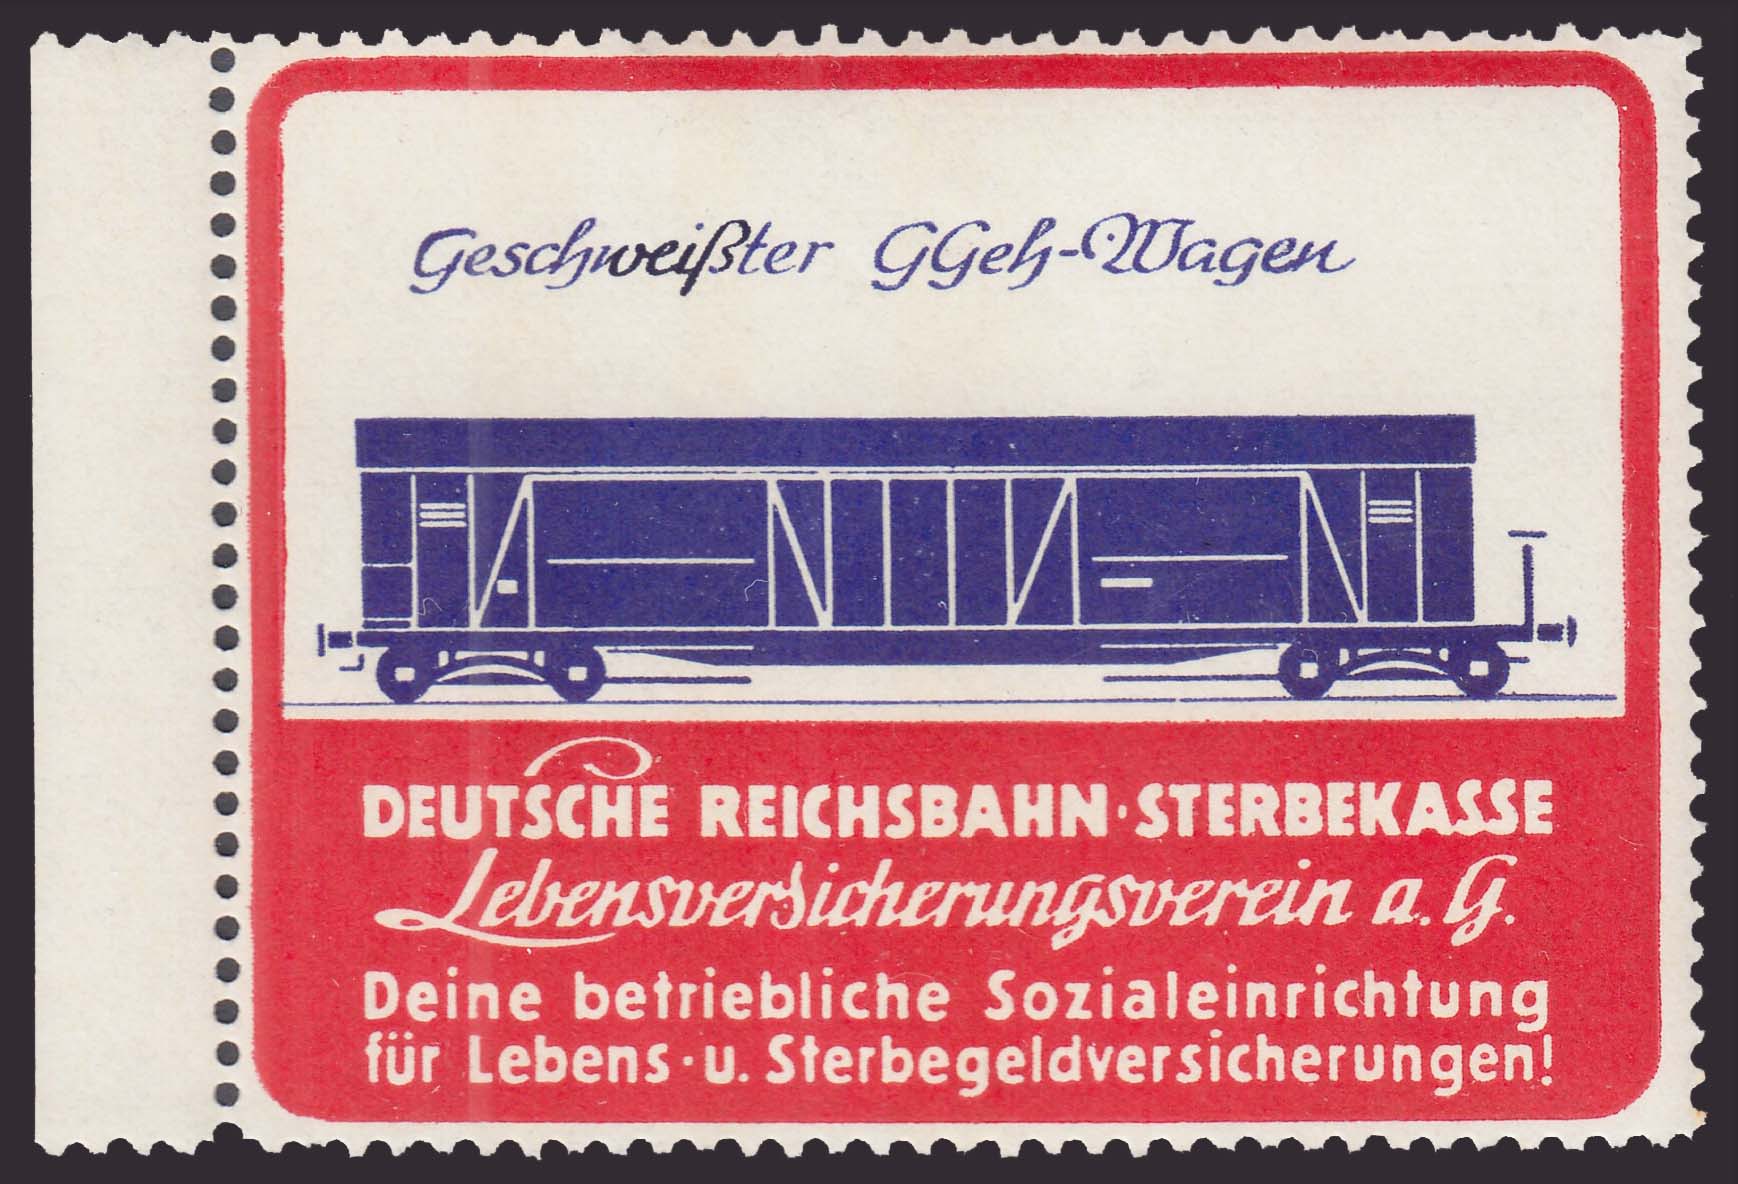 Geschweißter GGeh-Wagen
DEUTSCHE REICHSBAHN·STERBEKASSE
Lebensversicherungsverein a.G.
Deine betriebliche Sozialeinrichtung
für Lebens·u. Sterbegeldversicherungen!